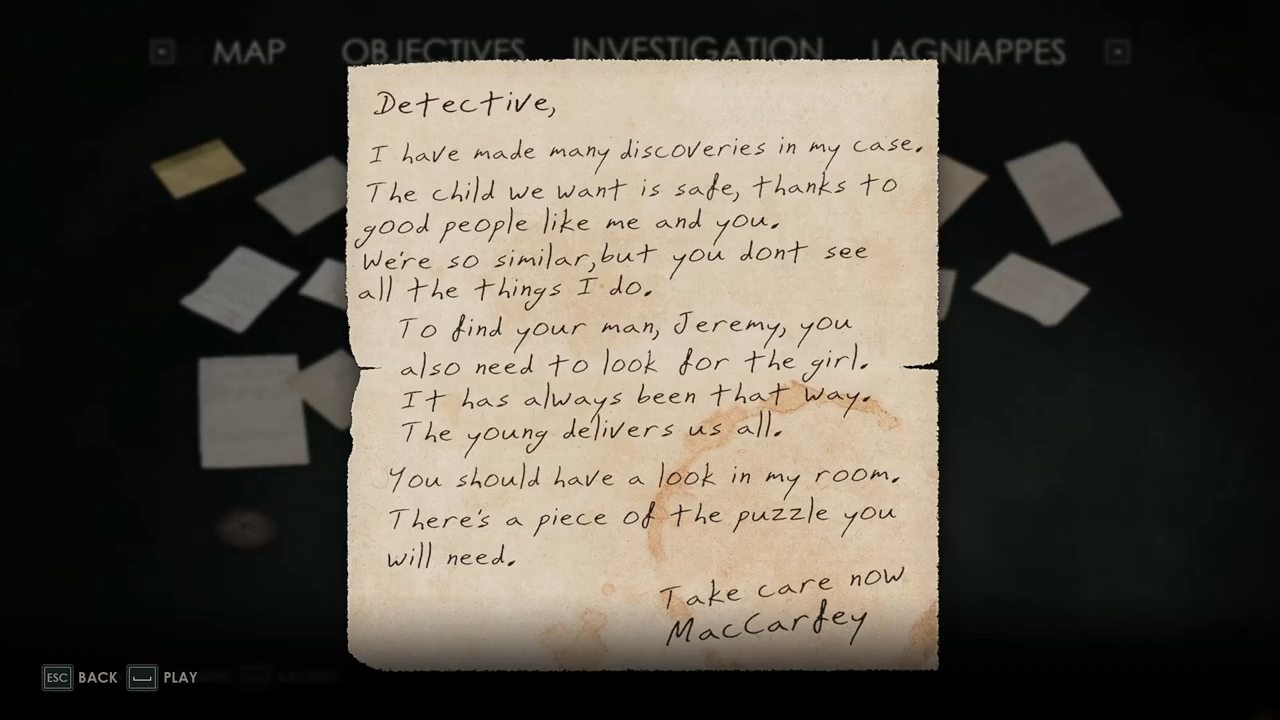 MAP OBJECTIVES INVESTIGATION LAGNIAPPES
Detective,
I have made many discoveries in my case.
The child we want is safe, thanks to
good people like me and you.
We're so similar, but you dont see
all the things I do.
To find your man, Jeremy, you
also need to look for the girl.
It has always been that way.
The young delivers us all.
You should have a look in my room.
There's a piece of the puzzle you
will need.
Take care now
MacCarfey
ESC BACK PLAY